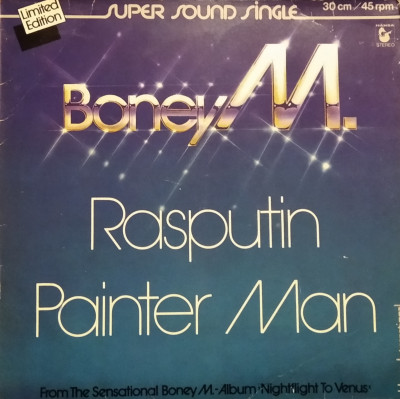 SUPER SOUND SINGLE
30 cm/45 rpm
Limited
Edition
STEREO
Boney M.
Rasputin
Painter Man
From The Sensational Boney M.-Album 'Nightflight To Venus'